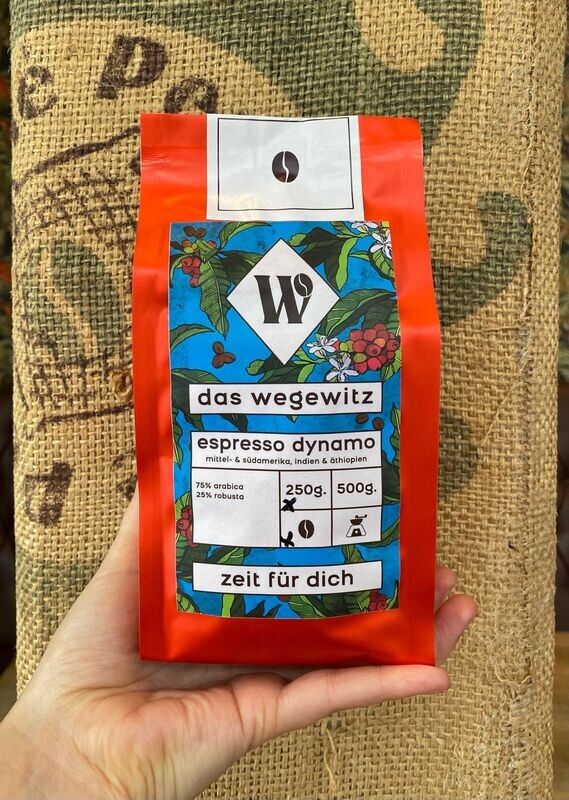 W
das wegewitz
espresso dynamo
mittel- & südamerika, indien & äthiopien
75% arabica
25% robusta
250g. 500g.
zeit für dich